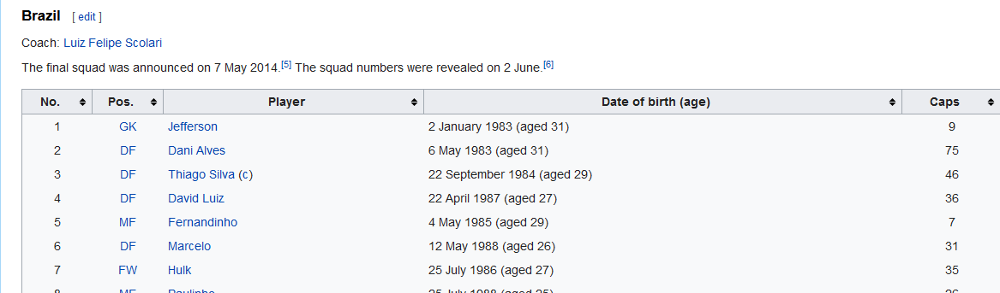 Brazil [ edit ]
Coach: Luiz Felipe Scolari
The final squad was announced on 7 May 2014.[5] The squad numbers were revealed on 2 June.[6]
No. Pos. Player Date of birth (age) Caps
1 GK Jefferson 2 January 1983 (aged 31) 9
2 DF Dani Alves 6 May 1983 (aged 31) 75
3 DF Thiago Silva (c) 22 September 1984 (aged 29) 46
4 DF David Luiz 22 April 1987 (aged 27) 36
5 MF Fernandinho 4 May 1985 (aged 29) 7
6 DF Marcelo 12 May 1988 (aged 26) 31
7 FW Hulk 25 July 1986 (aged 27) 35